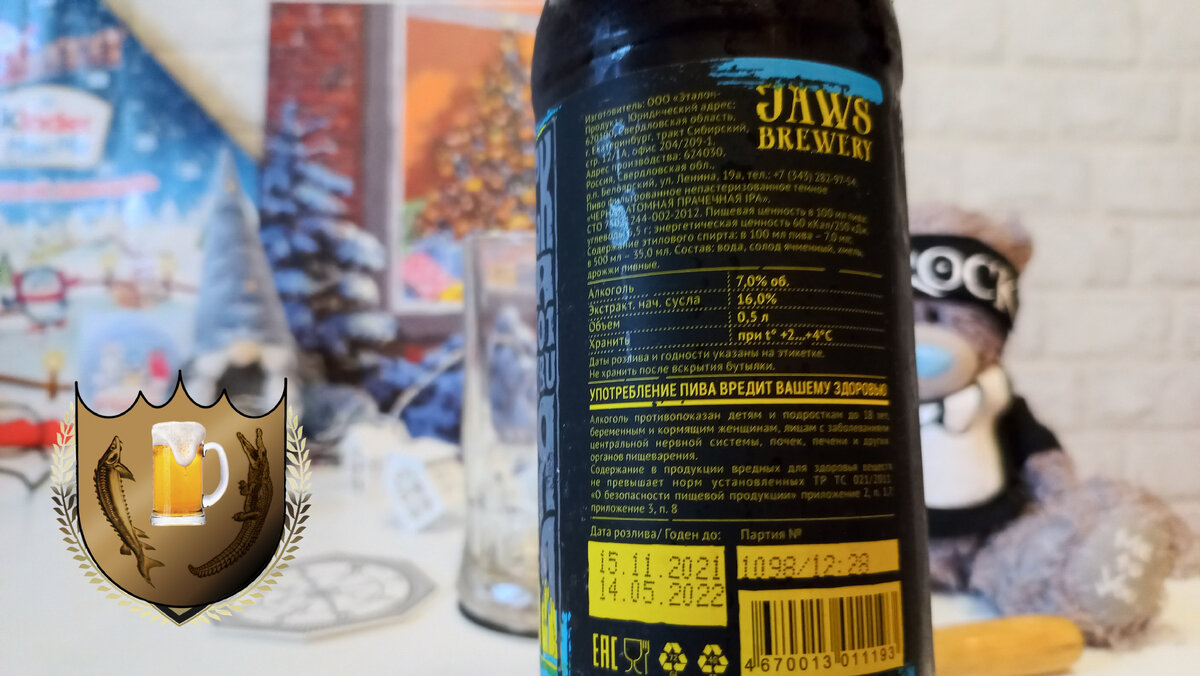 JAWS
BREWERY
Изготовитель: ООО «Эталон-
Продукт». Юридический адрес:
620100, Свердловская область,
г. Екатеринбург, тракт Сибирский,
стр. 12/1А, офис 204/209-1.
Адрес производства: 624030,
Россия, Свердловская обл.,
р.п. Белоярский, ул. Ленина, 19а, тел.: +7 (343) 282-97-54.
Пиво фильтрованное непастеризованное темное
АТОМНАЯ ПРАЧЕЧНАЯ IPA».
244-002-2012. Пищевая ценность в 100 мл пива:
углеводы 5,5 г; энергетическая ценность 60 кКал/250 кДж.
Содержание этилового спирта: в 100 мл пива – 7,0 мл;
в 500 мл – 35,0 мл. Состав: вода, солод ячменный, хмель,
дрожжи пивные.
Алкоголь 7,0% об.
Экстракт. нач. сусла 16,0%
Объем 0,5 л
Хранить при t° +2...+4°C
Даты розлива и годности указаны на этикетке.
Не хранить после вскрытия бутылки.
УПОТРЕБЛЕНИЕ ПИВА ВРЕДИТ ВАШЕМУ ЗДОРОВЬЮ
Алкоголь противопоказан детям и подросткам до 18 лет,
беременным и кормящим женщинам, лицам с заболеваниями
центральной нервной системы, почек, печени и других
органов пищеварения.
Содержание в продукции вредных для здоровья веществ
не превышает норм установленных ТР ТС 021/2011
«О безопасности пищевой продукции» приложение 2, п. 1.7
приложение 3, п. 8
Дата розлива/ Годен до: Партия №
15.11.2021 1098/12:28
14.05.2022
EAC
4 670013 011193
ROCK
Kinder